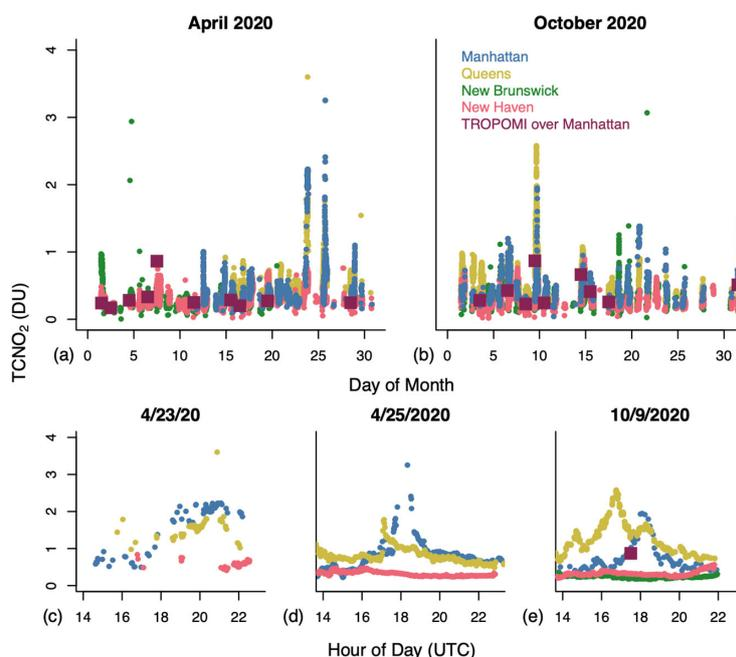 April 2020
October 2020
Manhattan
Queens
New Brunswick
New Haven
TROPOMI over Manhattan
TCNO2 (DU)
4
3
2
1
0
(a) 0 5 10 15 20 25 30
(b) 0 5 10 15 20 25 30
Day of Month
4/23/20
4/25/2020
10/9/2020
4
3
2
1
0
(c) 14 16 18 20 22
(d) 14 16 18 20 22
(e) 14 16 18 20 22
Hour of Day (UTC)